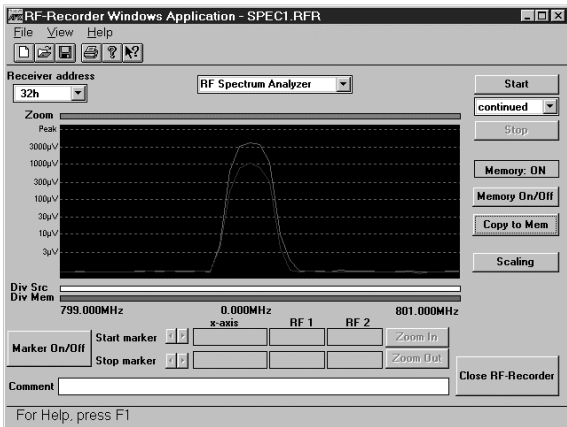 RF-Recorder Windows Application - SPEC1.RFR
File View Help
Receiver address
32h
RF Spectrum Analyzer
Start
continued
Stop
Zoom
Peak
3000µV
1000µV
300µV
100µV
30µV
10µV
3µV
Memory: ON
Memory On/Off
Copy to Mem
Scaling
Div Src
Div Mem
799.000MHz 0.000MHz 801.000MHz
x-axis RF 1 RF 2
Marker On/Off
Start marker
Zoom In
Stop marker
Zoom Out
Close RF-Recorder
Comment
For Help, press F1